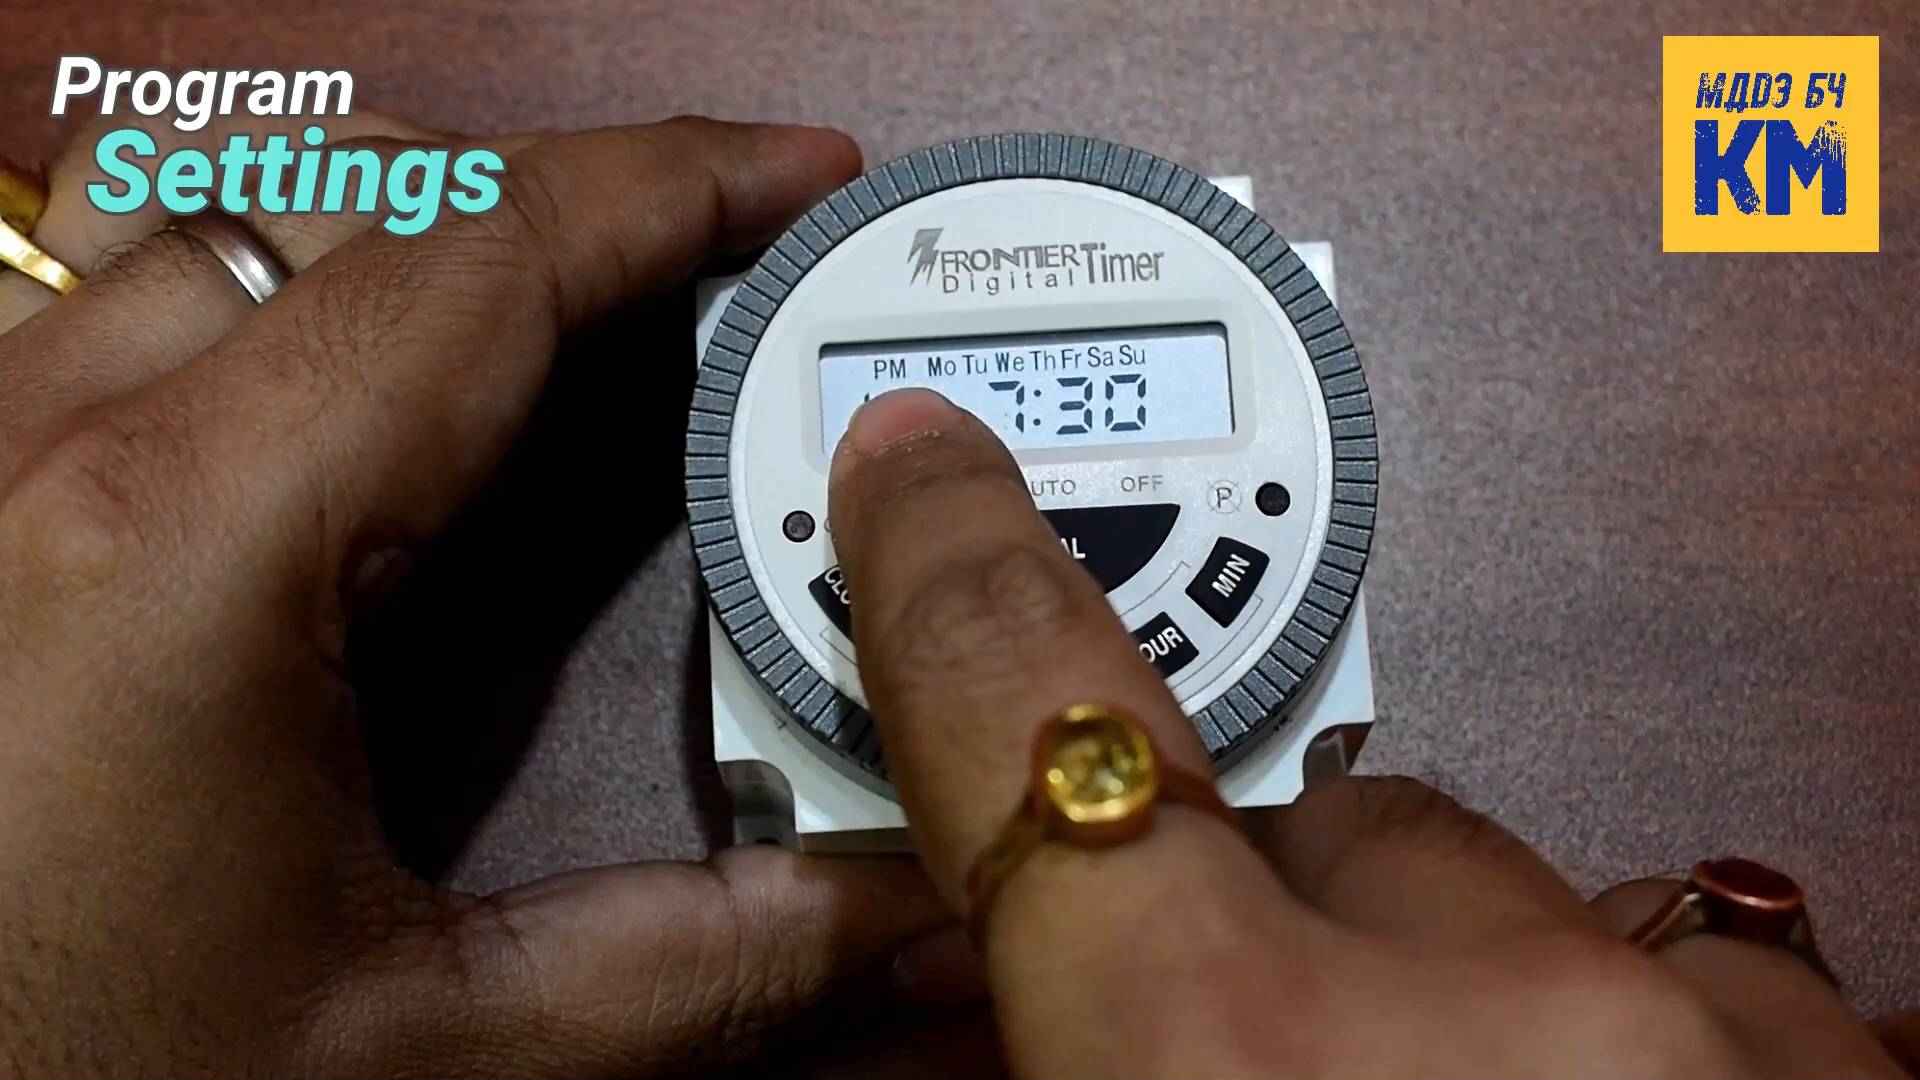 Program
Settings
МДDЭ БЧ
KM
FRONTIER Timer
Digital
PM Mo Tu We Th Fr Sa Su
7:30
OFF
P
MIN